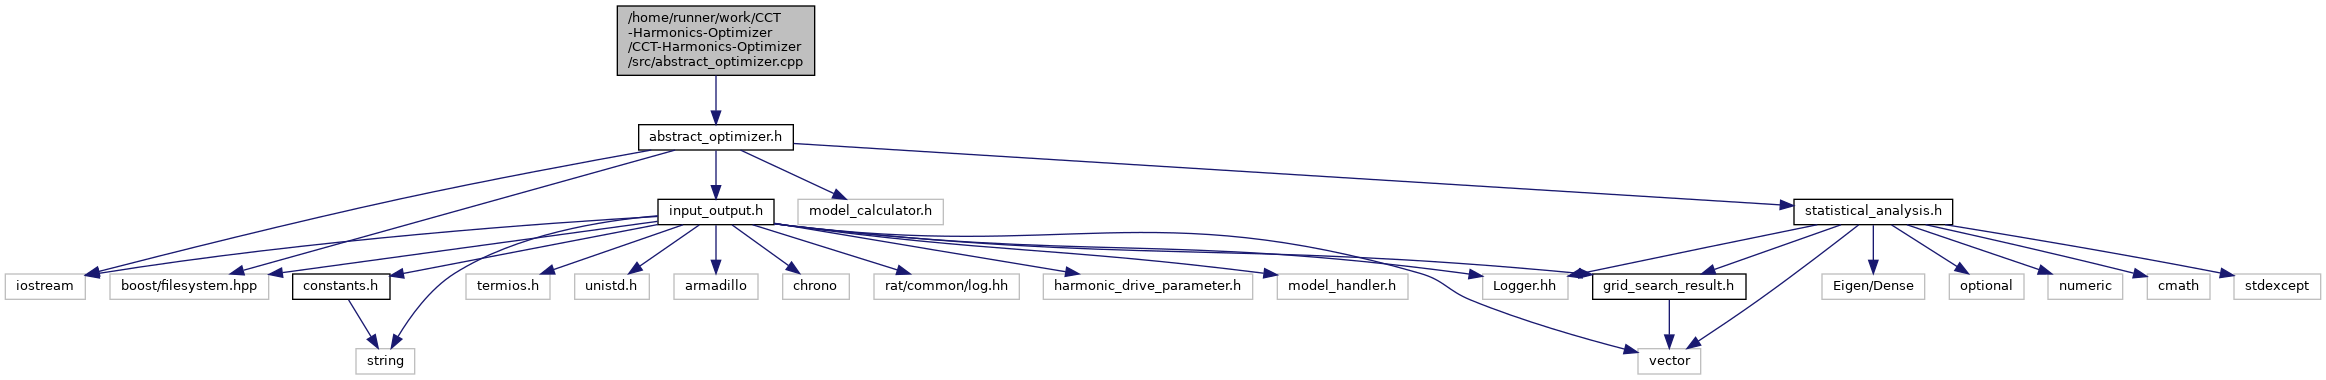 /home/runner/work/CCT
-Harmonics-Optimizer
/CCT-Harmonics-Optimizer
/src/abstract_optimizer.cpp
abstract_optimizer.h
input_output.h
model_calculator.h
statistical_analysis.h
iostream
boost/filesystem.hpp
constants.h
termios.h
unistd.h
armadillo
chrono
rat/common/log.hh
harmonic_drive_parameter.h
model_handler.h
Logger.hh
grid_search_result.h
Eigen/Dense
optional
numeric
cmath
stdexcept
string
vector